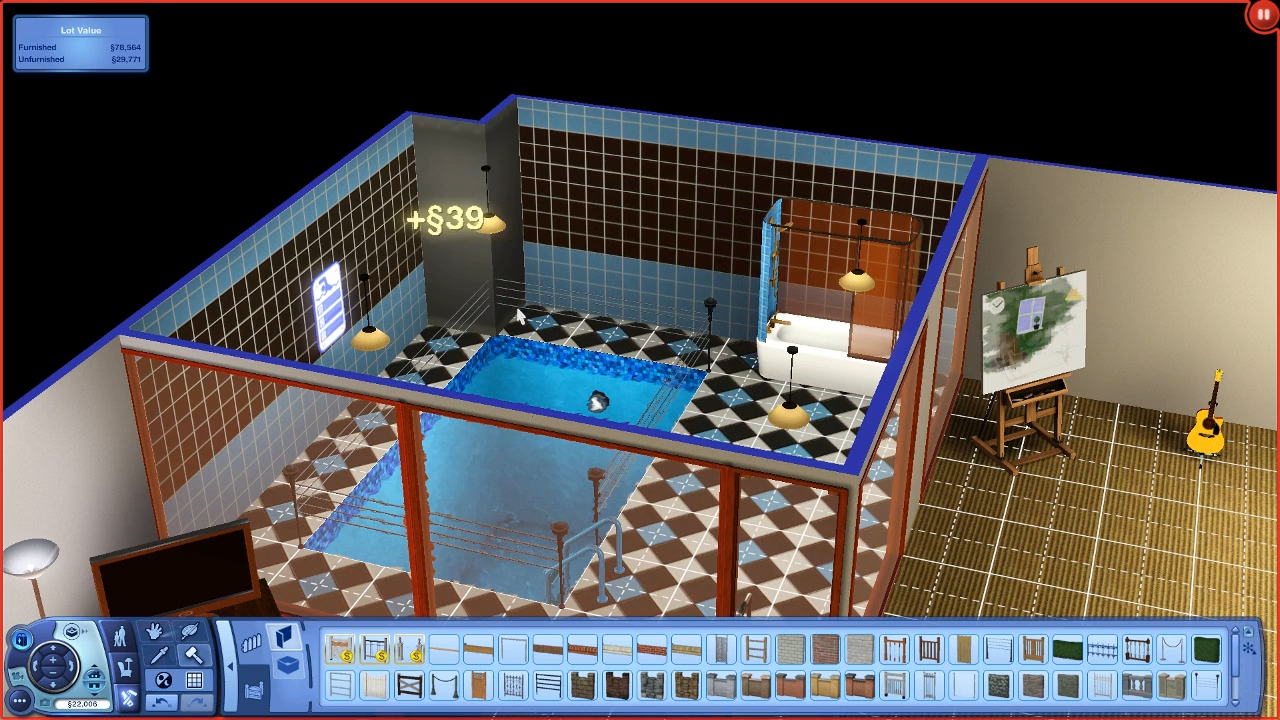 Lot Value
Furnished §78,564
Unfurnished §29,771
+§39
§22,006